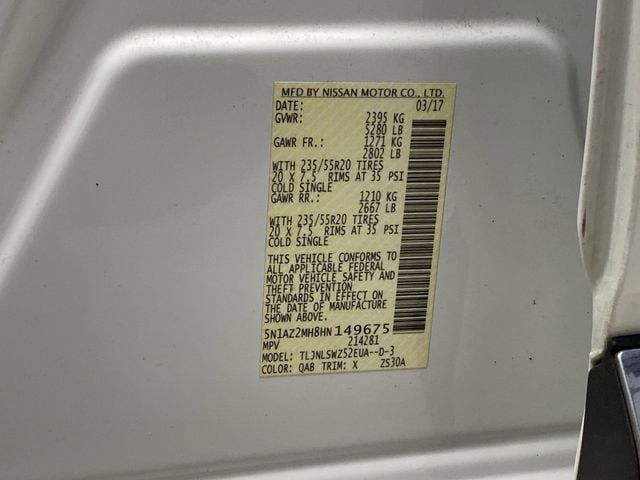 MFD BY NISSAN MOTOR CO., LTD.
DATE: 03/17
GVWR: 2395 KG
5280 LB
GAWR FR.: 1271 KG
2802 LB
WITH 235/55R20 TIRES
20 X 7.5 RIMS AT 35 PSI
COLD SINGLE
GAWR RR.: 1210 KG
2667 LB
WITH 235/55R20 TIRES
20 X 7.5 RIMS AT 35 PSI
COLD SINGLE
THIS VEHICLE CONFORMS TO
ALL APPLICABLE FEDERAL
MOTOR VEHICLE SAFETY AND
THEFT PREVENTION
STANDARDS IN EFFECT ON
THE DATE OF MANUFACTURE
SHOWN ABOVE.
5N1AZ2MH8HN149675
MPV 214281
MODEL: TLJNLSWZ52EUA--D-3
COLOR: QAB TRIM: X ZS30A